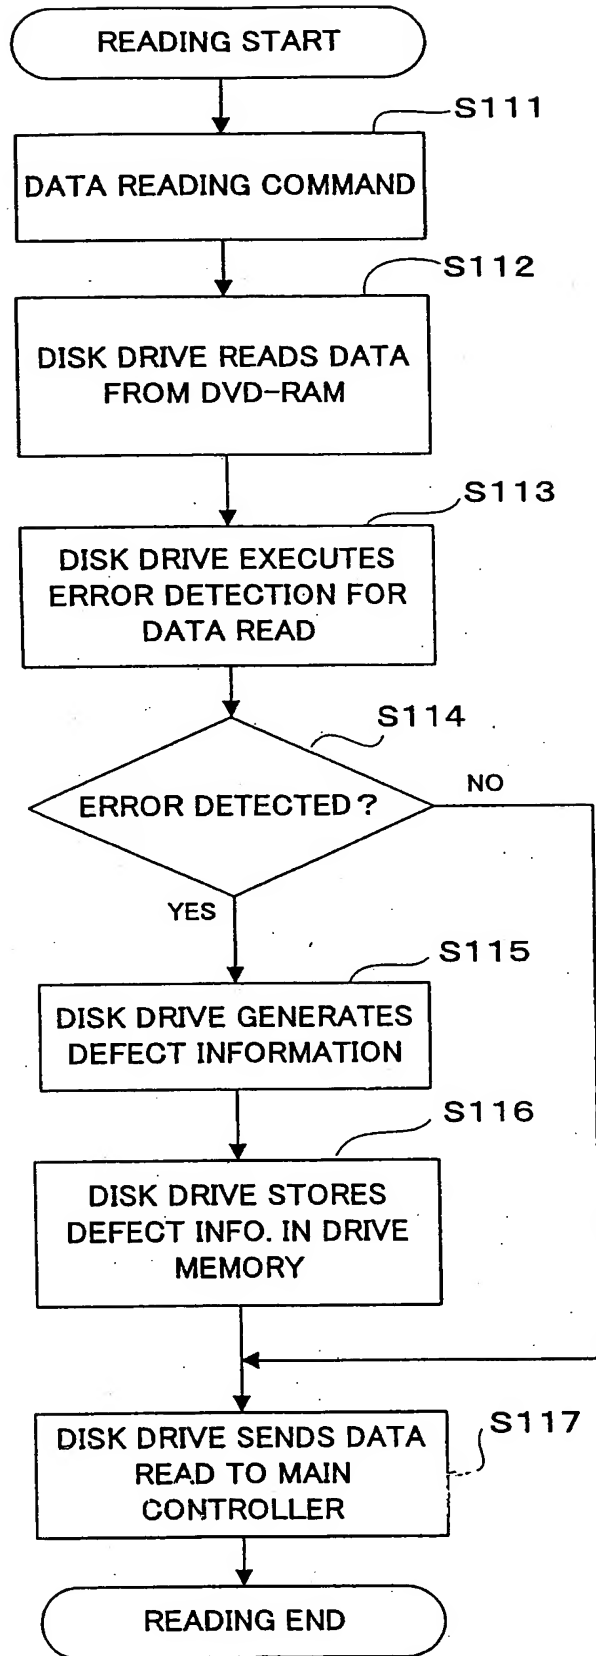 READING START
S111
DATA READING COMMAND
S112
DISK DRIVE READS DATA
FROM DVD-RAM
S113
DISK DRIVE EXECUTES
ERROR DETECTION FOR
DATA READ
S114
ERROR DETECTED?
NO
YES
S115
DISK DRIVE GENERATES
DEFECT INFORMATION
S116
DISK DRIVE STORES
DEFECT INFO. IN DRIVE
MEMORY
S117
DISK DRIVE SENDS DATA
READ TO MAIN
CONTROLLER
READING END